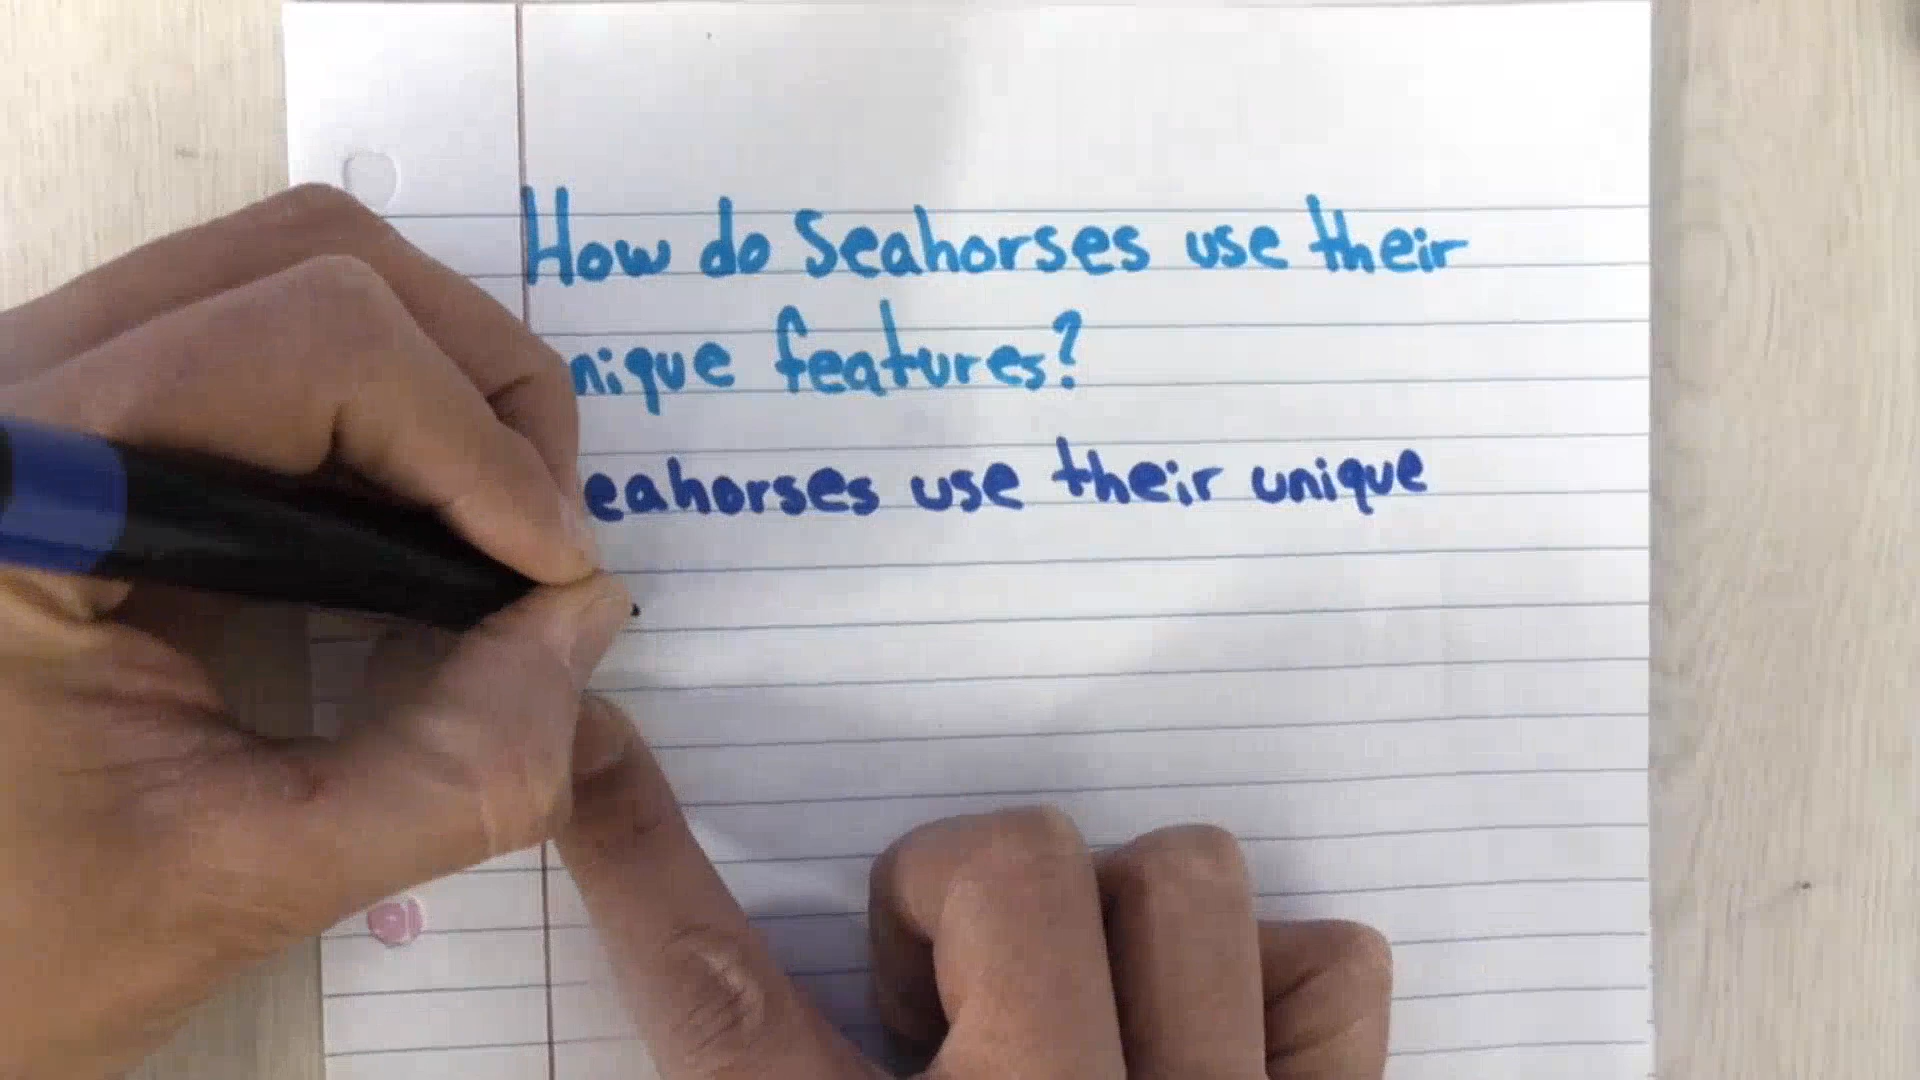 How do Seahorses use their
nique features?
eahorses use their unique